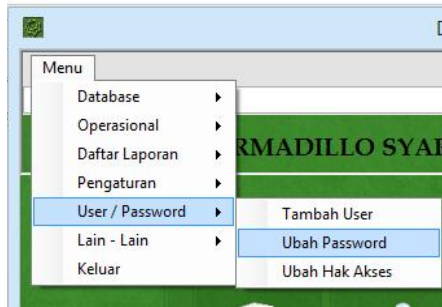 Menu
Database
Operasional
Daftar Laporan
RMADILLO SYA
Pengaturan
User / Password
Tambah User
Lain - Lain
Ubah Password
Keluar
Ubah Hak Akses